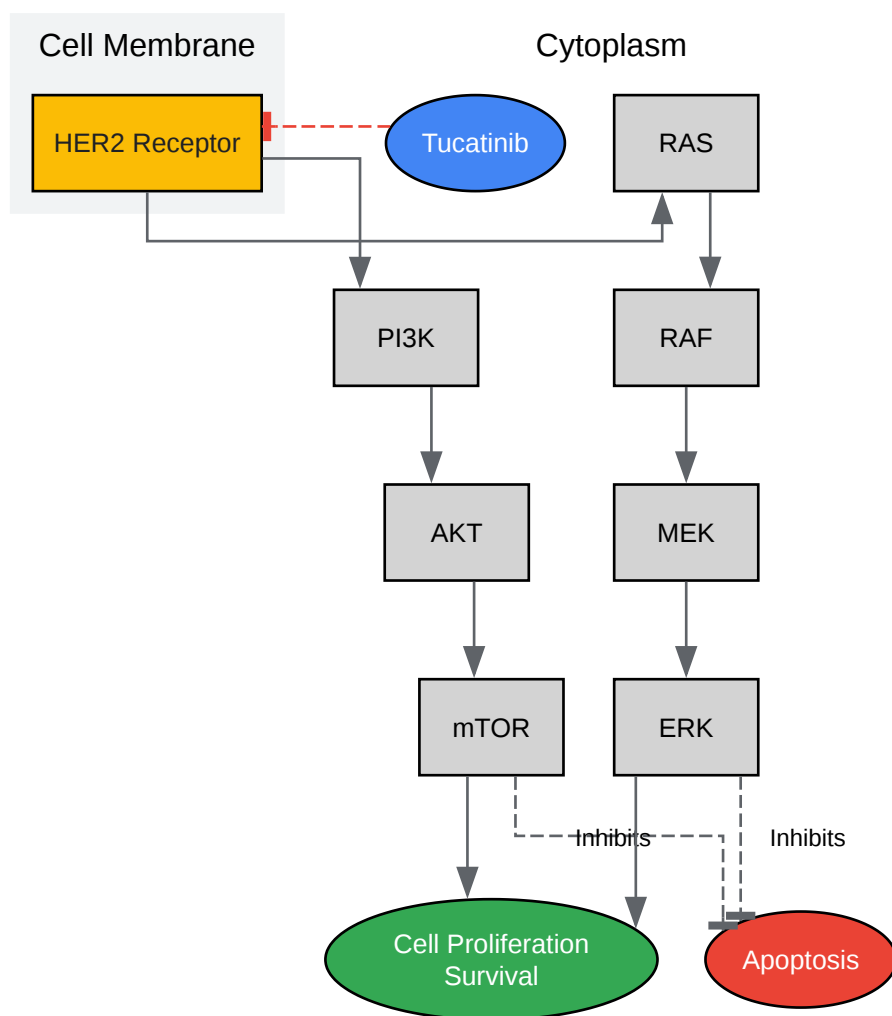 Cell Membrane
Cytoplasm
HER2 Receptor
Tucatinib
RAS
PI3K
RAF
AKT
MEK
mTOR
ERK
Inhibits
Inhibits
Cell Proliferation
Survival
Apoptosis